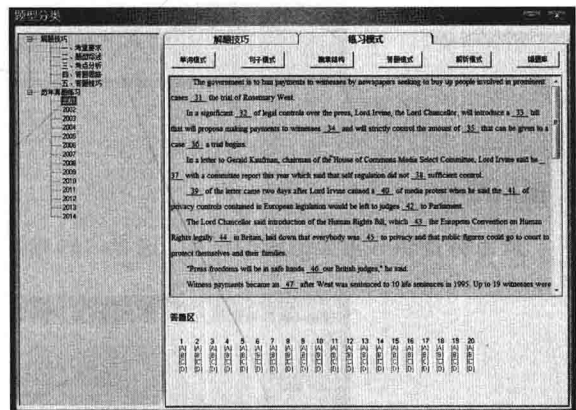 题型分类
解题技巧
一、考查要求
二、题型综述
三、考点分析
四、答题思路
五、答题技巧
历年真题练习
2001
2002
2003
2004
2005
2006
2007
2008
2009
2010
2011
2012
2013
2014
解题技巧 练习模式
单词模式 句子模式 篇章结构 答题模式 解析模式 错题库
The government is to ban payments to witnesses by newspapers seeking to buy up people involved in prominent
cases 31 the trial of Rosemary West.
In a significant 32 of legal controls over the press, Lord Irvine, the Lord Chancellor, will introduce a 33 bill
that will propose making payments to witnesses 34 and will strictly control the amount of 35 that can be given to a
case 36 a trial begins.
In a letter to Gerald Kaufman, chairman of the House of Commons Media Select Committee, Lord Irvine said he
37 with a committee report this year which said that self regulation did not 38 sufficient control.
39 of the letter came two days after Lord Irvine caused a 40 of media protest when he said the 41 of
privacy controls contained in European legislation would be left to judges 42 to Parliament.
The Lord Chancellor said introduction of the Human Rights Bill, which 43 the European Convention on Human
Rights legally 44 in Britain, laid down that everybody was 45 to privacy and that public figures could go to court to
protect themselves and their families.
"Press freedoms will be in safe hands 46 our British judges," he said.
Witness payments became an 47 after West was sentenced to 10 life sentences in 1995. Up to 19 witnesses were
答题区
1 2 3 4 5 6 7 8 9 10 11 12 13 14 15 16 17 18 19 20
[A] [A] [A] [A] [A] [A] [A] [A] [A] [A] [A] [A] [A] [A] [A] [A] [A] [A] [A] [A]
[B] [B] [B] [B] [B] [B] [B] [B] [B] [B] [B] [B] [B] [B] [B] [B] [B] [B] [B] [B]
[C] [C] [C] [C] [C] [C] [C] [C] [C] [C] [C] [C] [C] [C] [C] [C] [C] [C] [C] [C]
[D] [D] [D] [D] [D] [D] [D] [D] [D] [D] [D] [D] [D] [D] [D] [D] [D] [D] [D] [D]